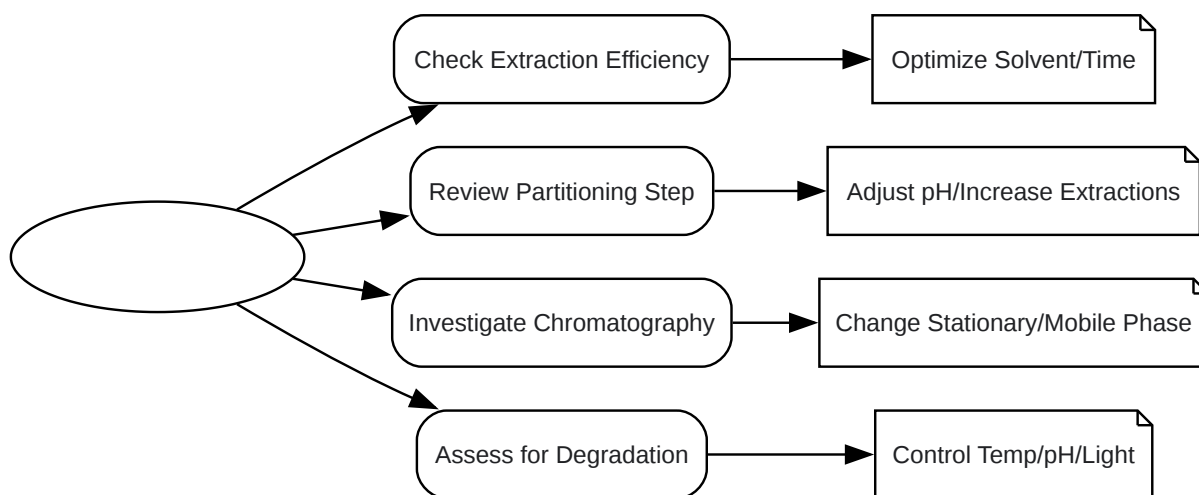 Check Extraction Efficiency
Optimize Solvent/Time
Review Partitioning Step
Adjust pH/Increase Extractions
Investigate Chromatography
Change Stationary/Mobile Phase
Assess for Degradation
Control Temp/pH/Light